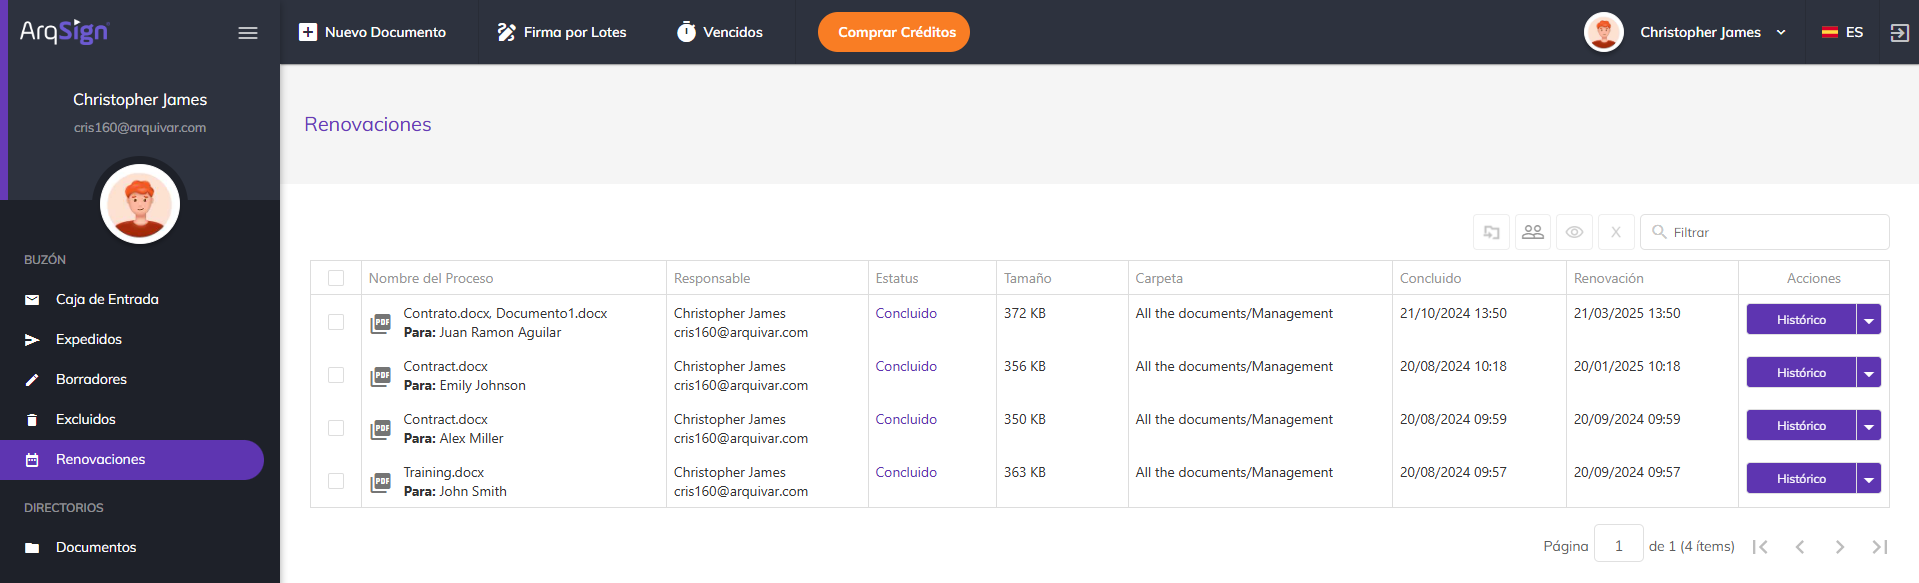 ArqSign
Nuevo Documento
Firma por Lotes
Vencidos
Comprar Créditos
Christopher James
ES
Christopher James
cris160@arquivar.com
BUZÓN
Caja de Entrada
Expedidos
Borradores
Excluidos
Renovaciones
DIRECTORIOS
Documentos
Renovaciones
X
Filtrar
Nombre del Proceso Responsable Estatus Tamaño Carpeta Concluido Renovación Acciones
PDF Contrato.docx, Documento1.docx Christopher James Concluido 372 KB All the documents/Management 21/10/2024 13:50 21/03/2025 13:50 Histórico
Para: Juan Ramon Aguilar cris160@arquivar.com
PDF Contract.docx Christopher James Concluido 356 KB All the documents/Management 20/08/2024 10:18 20/01/2025 10:18 Histórico
Para: Emily Johnson cris160@arquivar.com
PDF Contract.docx Christopher James Concluido 350 KB All the documents/Management 20/08/2024 09:59 20/09/2024 09:59 Histórico
Para: Alex Miller cris160@arquivar.com
PDF Training.docx Christopher James Concluido 363 KB All the documents/Management 20/08/2024 09:57 20/09/2024 09:57 Histórico
Para: John Smith cris160@arquivar.com
Página 1 de 1 (4 ítems)